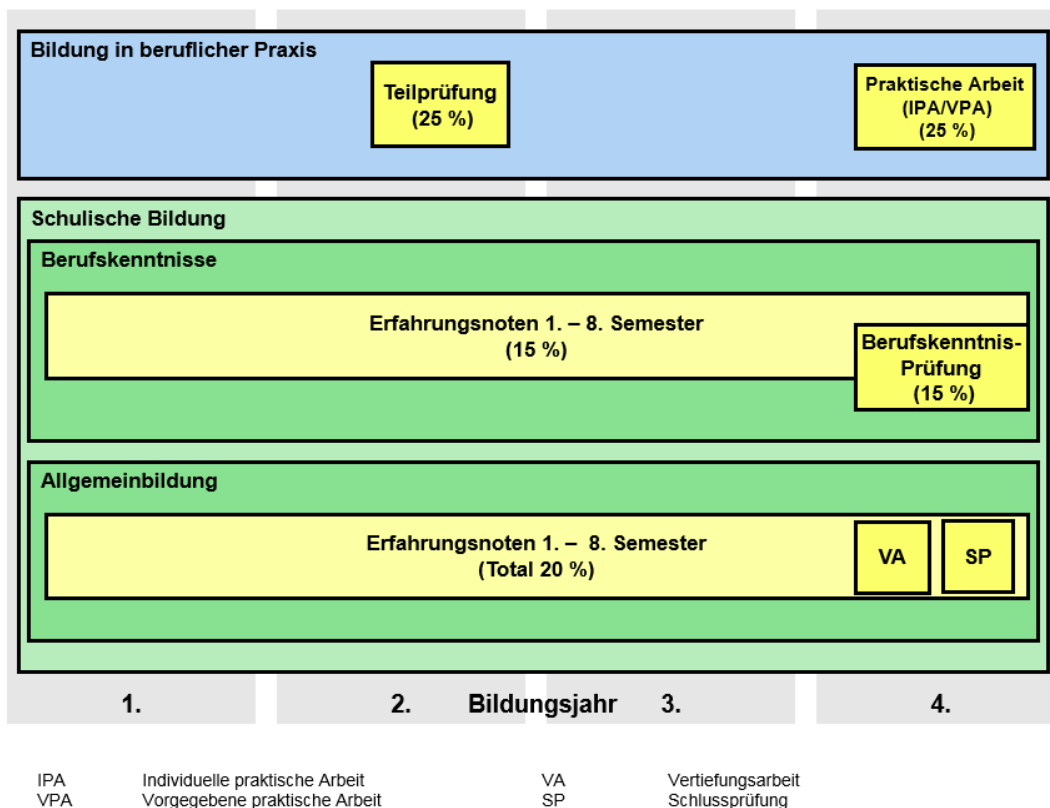 Bildung in beruflicher Praxis
Teilprüfung
(25 %)
Praktische Arbeit
(IPA/VPA)
(25 %)
Schulische Bildung
Berufskenntnisse
Erfahrungsnoten 1. – 8. Semester
(15 %)
Berufskenntnis-
Prüfung
(15 %)
Allgemeinbildung
Erfahrungsnoten 1. – 8. Semester
(Total 20 %)
VA
SP
1. 2. Bildungsjahr 3. 4.
IPA Individuelle praktische Arbeit VA Vertiefungsarbeit
VPA Vorgegebene praktische Arbeit SP Schlussprüfung